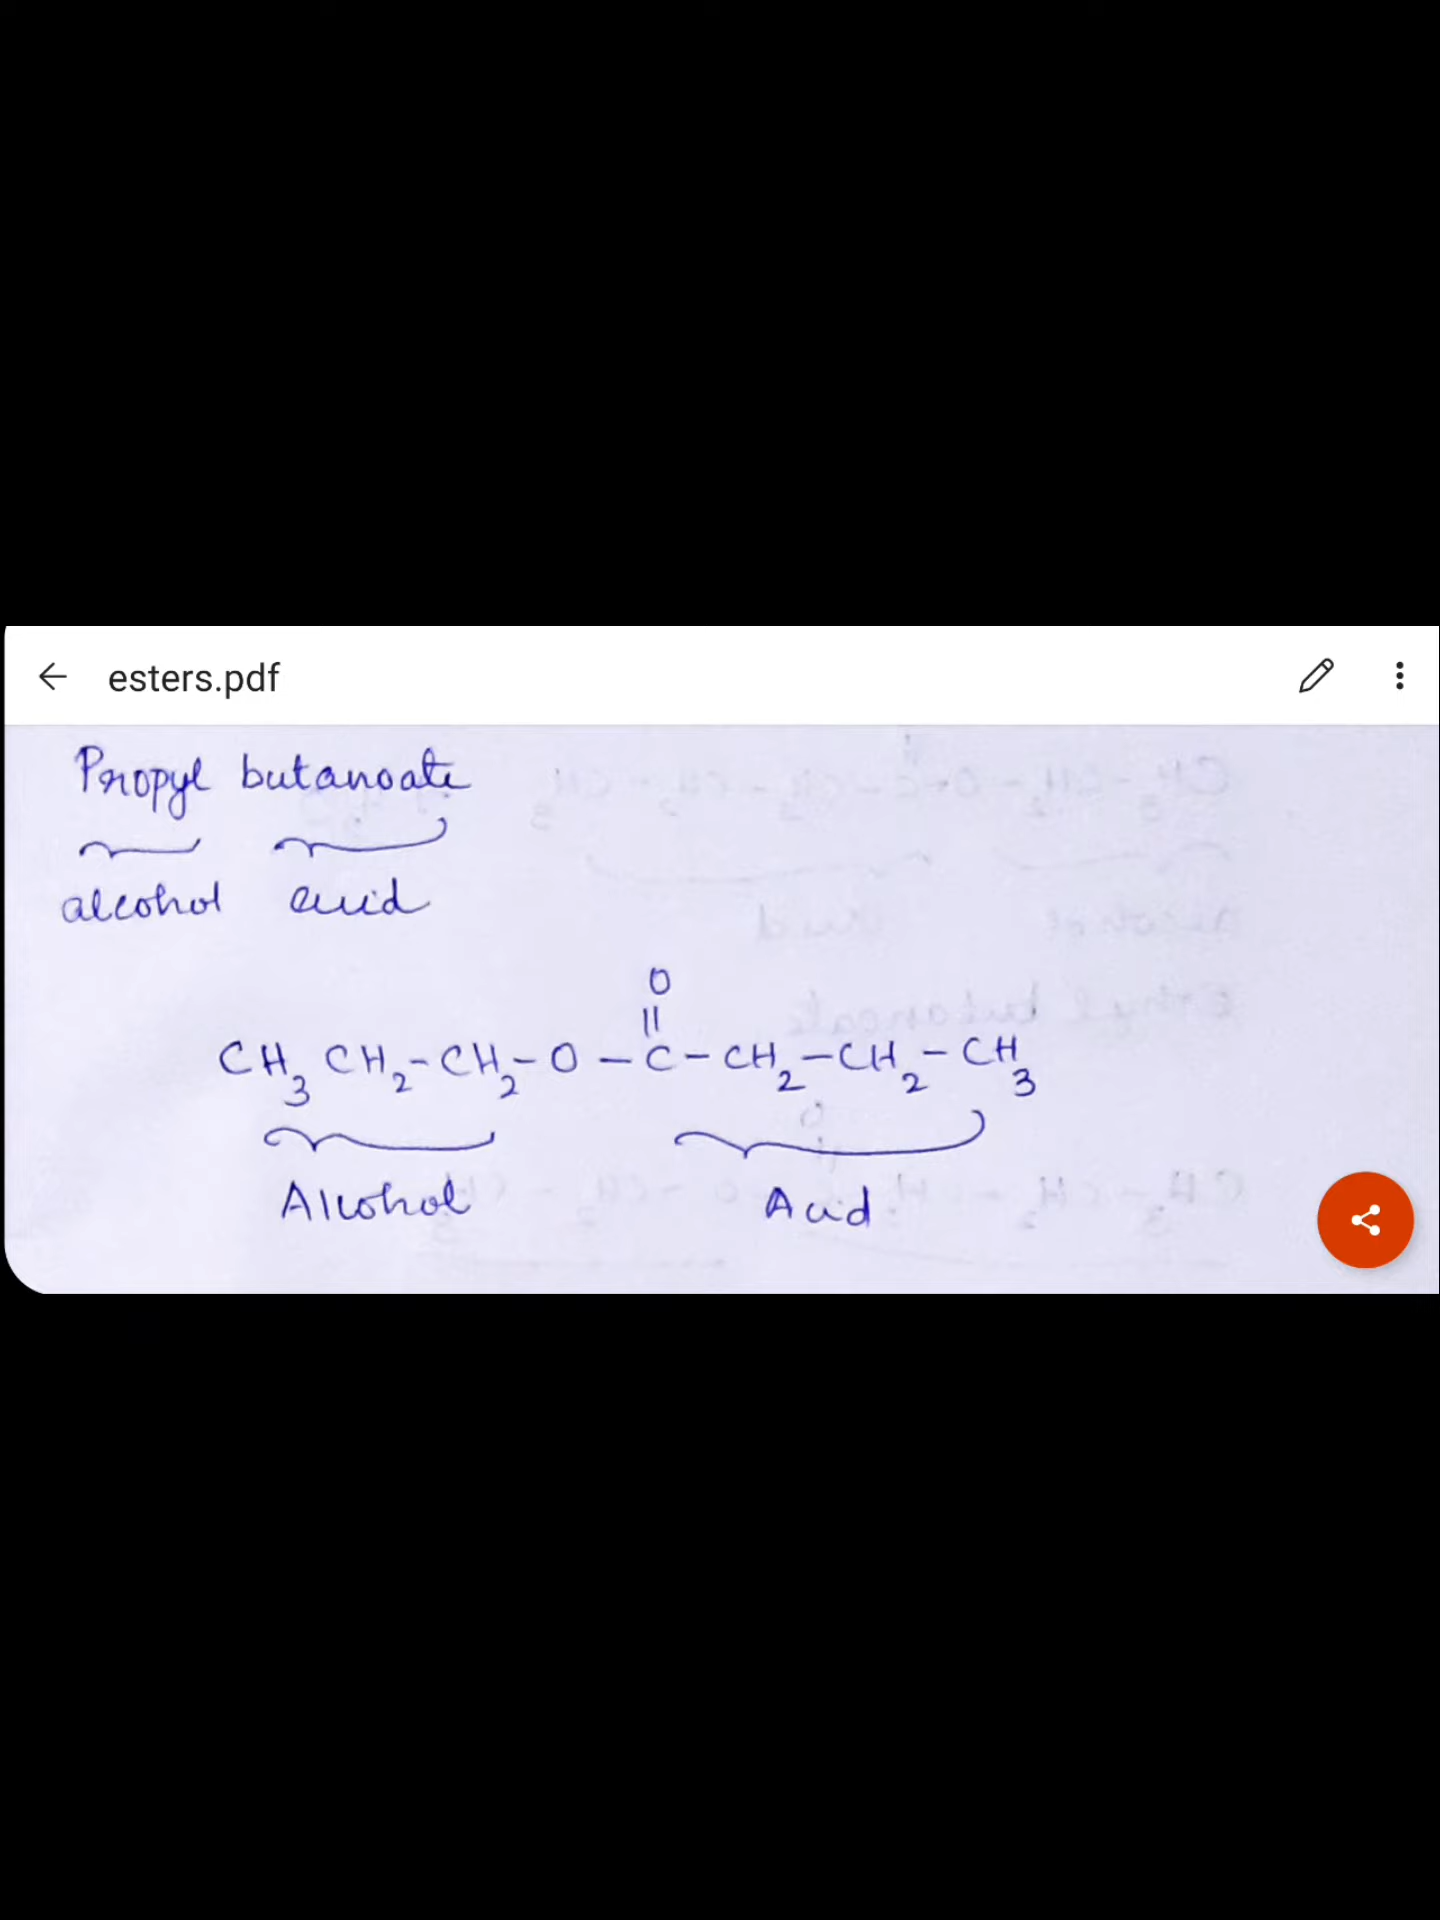 esters.pdf
Propyl butanoate
alcohol acid
O
||
CH3 CH2-CH2-O-C-CH2-CH2-CH3
Alcohol Acid